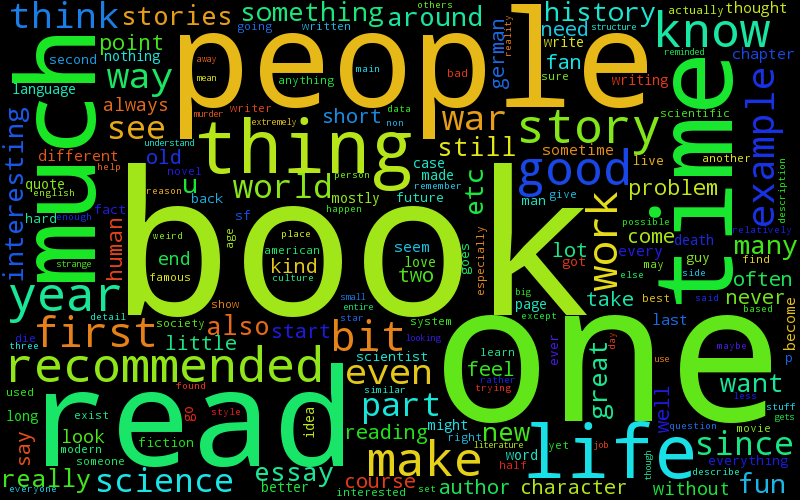 think
stories
something
around
others
going
written
history
actually
thought
people
german
reality
need
structure
know
reminded
write
fan
point
nothing
second
much
way
language
away
mean
anything
main
bad
sure
writing
chapter
murder
data
non
writer
extremely
always
see
thing
short
war
still
story
scientific
time
example
interesting
different
help
understand
old
novel
u
world
case
made
remember
person
mostly
future
happen
etc
good
sometime
live
another
problem
description
quote
english
hard
enough
fact
reason
back
sf
man
give
possible
relatively
human
book
age
place
american
culture
weird
famous
end
strange
kind
seem
love
two
goes
especially
lot
got
work
come
every
death
guy
many
else
may
side
find
year
show
small
entire
star
system
big
page
except
take
best
said
often
never
based
become
detail
die
three
first
society
little
also
start
bit
looking
one
last
ever
day
great
maybe
recommended
scientist
even
similar
learn
feel
rather
trying
use
less
want
p
stuff
gets
movie
used
long
exist
say
look
modern
someone
found
go
style
read
idea
fiction
part
reading
might
right
new
literature
word
yet
job
half
life
though
well
question
since
describe
everything
really
everyone
science
essay
better
make
course
interested
set
author
character
without
fun